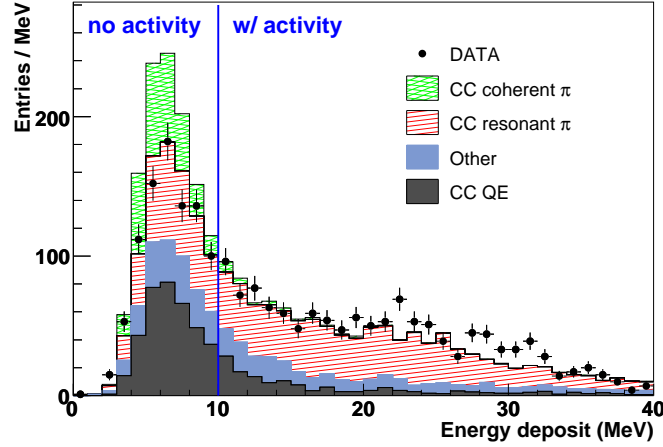 no activity
w/ activity
Entries / MeV
200
100
0
DATA
CC coherent π
CC resonant π
Other
CC QE
0 10 20 30 40
Energy deposit (MeV)